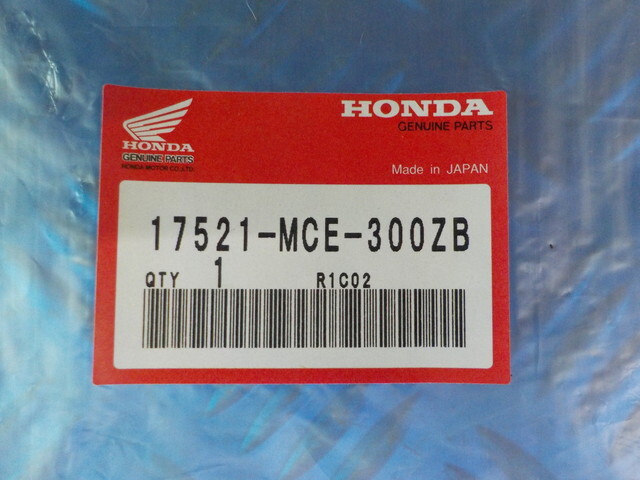 HONDA
GENUINE PARTS
HONDA MOTOR CO.,LTD.
HONDA
GENUINE PARTS
Made in JAPAN
17521-MCE-300ZB
QTY 1 R1C02